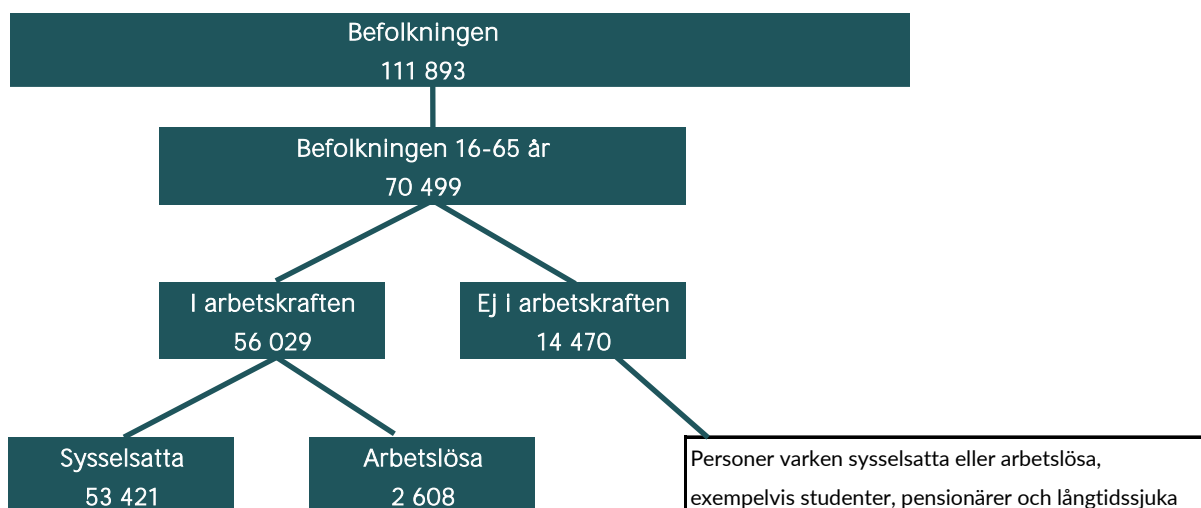 Befolkningen
111 893
Befolkningen 16-65 år
70 499
I arbetskraften
56 029
Ej i arbetskraften
14 470
Sysselsatta
53 421
Arbetslösa
2 608
Personer varken sysselsatta eller arbetslösa,
exempelvis studenter, pensionärer och långtidssjuka